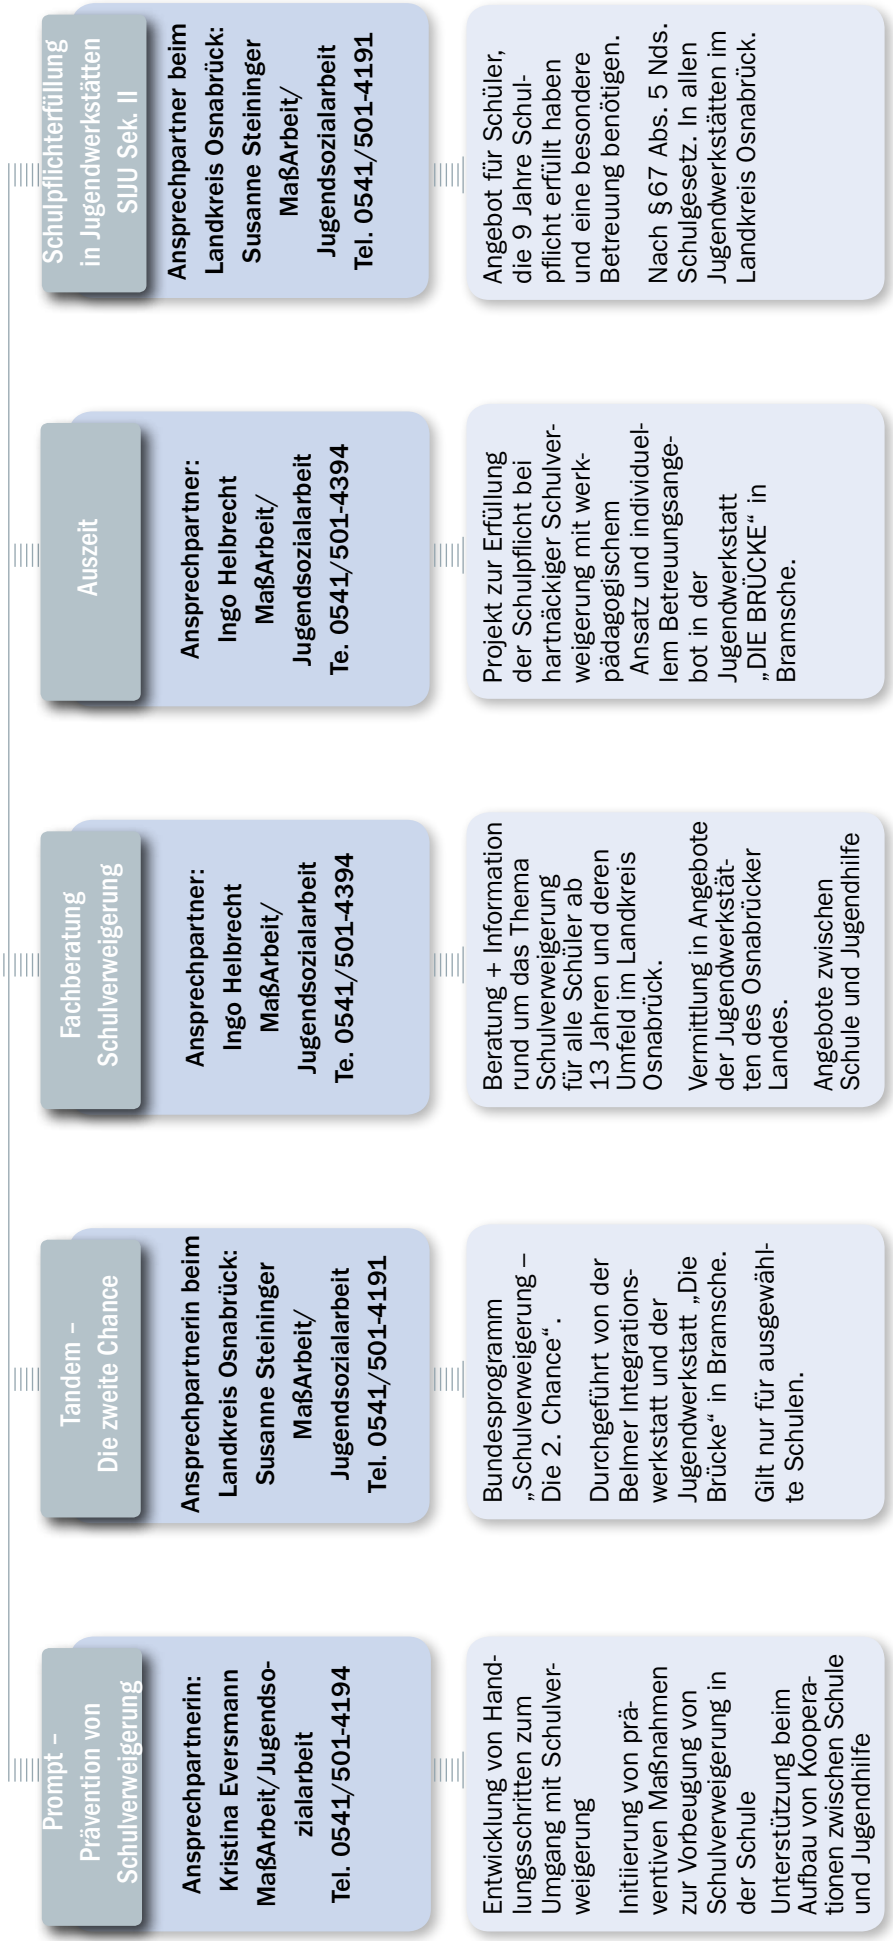 Prompt –
Prävention von
Schulverweigerung
Ansprechpartnerin:
Kristina Eversmann
MaßArbeit/Jugendso-
zialarbeit
Tel. 0541/501-4194
Entwicklung von Hand-
lungsschritten zum
Umgang mit Schulver-
weigerung
Initiierung von prä-
ventiven Maßnahmen
zur Vorbeugung von
Schulverweigerung in
der Schule
Unterstützung beim
Aufbau von Koopera-
tionen zwischen Schule
und Jugendhilfe
Tandem –
Die zweite Chance
Ansprechpartnerin beim
Landkreis Osnabrück:
Susanne Steininger
MaßArbeit/
Jugendsozialarbeit
Tel. 0541/501-4191
Bundesprogramm
„Schulverweigerung –
Die 2. Chance“ .
Durchgeführt von der
Belmer Integrations-
werkstatt und der
Jugendwerkstatt „Die
Brücke“ in Bramsche.
Gilt nur für ausgewähl-
te Schulen.
Fachberatung
Schulverweigerung
Ansprechpartner:
Ingo Helbrecht
MaßArbeit/
Jugendsozialarbeit
Te. 0541/501-4394
Beratung + Information
rund um das Thema
Schulverweigerung
für alle Schüler ab
13 Jahren und deren
Umfeld im Landkreis
Osnabrück.
Vermittlung in Angebote
der Jugendwerkstät-
ten des Osnabrücker
Landes.
Angebote zwischen
Schule und Jugendhilfe
Auszeit
Ansprechpartner:
Ingo Helbrecht
MaßArbeit/
Jugendsozialarbeit
Te. 0541/501-4394
Projekt zur Erfüllung
der Schulpflicht bei
hartnäckiger Schulver-
weigerung mit werk-
pädagogischem
Ansatz und individuel-
lem Betreuungsange-
bot in der
Jugendwerkstatt
„DIE BRÜCKE“ in
Bramsche.
Schulpflichterfüllung
in Jugendwerkstätten
SIJU Sek. II
Ansprechpartner beim
Landkreis Osnabrück:
Susanne Steininger
MaßArbeit/
Jugendsozialarbeit
Tel. 0541/501-4191
Angebot für Schüler,
die 9 Jahre Schul-
pflicht erfüllt haben
und eine besondere
Betreuung benötigen.
Nach §67 Abs. 5 Nds.
Schulgesetz. In allen
Jugendwerkstätten im
Landkreis Osnabrück.